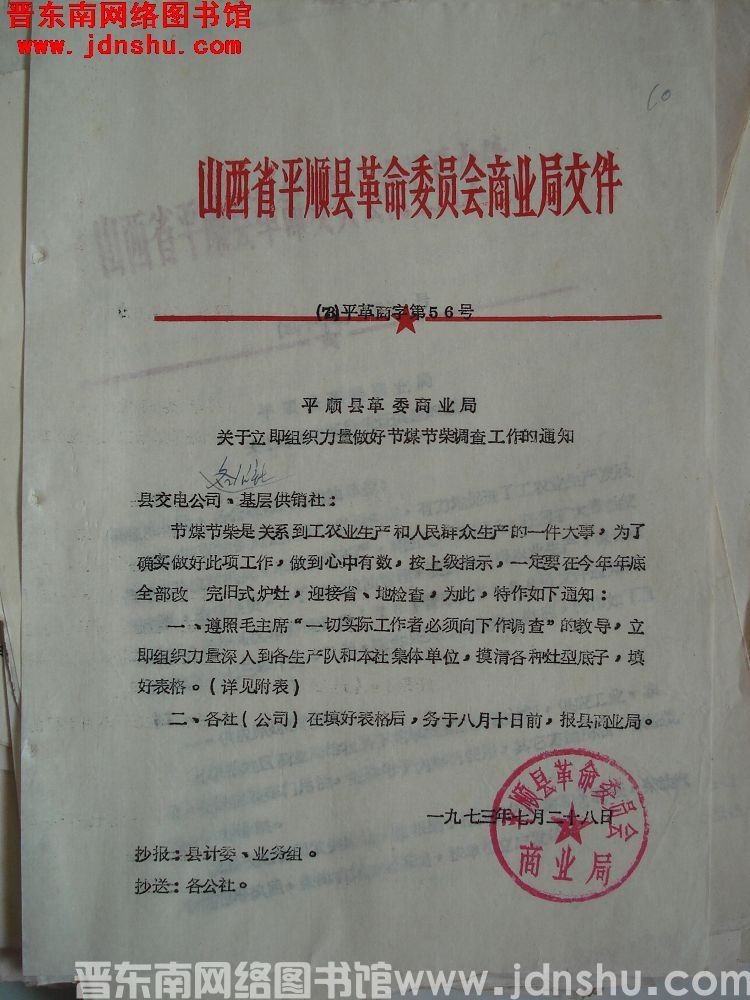 晋东南网络图书馆
www.jdnshu.com
60
山西省平顺县革命委员会商业局文件
(73)平革商字第56号
平顺县革委商业局
关于立即组织力量做好节煤节柴调查工作的通知
各公社
县交电公司、基层供销社：
节煤节柴是关系到工农业生产和人民群众生产的一件大事，为了
确实做好此项工作，做到心中有数，按上级指示，一定要在今年年底
全部改 完旧式炉灶，迎接省、地检查，为此，特作如下通知：
一、遵照毛主席“一切实际工作者必须向下作调查”的教导，立
即组织力量深入到各生产队和本社集体单位，摸清各种灶型底子，填
好表格。（详见附表）
二、各社（公司）在填好表格后，务于八月十日前，报县商业局。
一九七三年七月二十八日
平顺县革命委员会
商业局
抄报：县计委、业务组。
抄送：各公社。
晋东南网络图书馆www.jdnshu.com